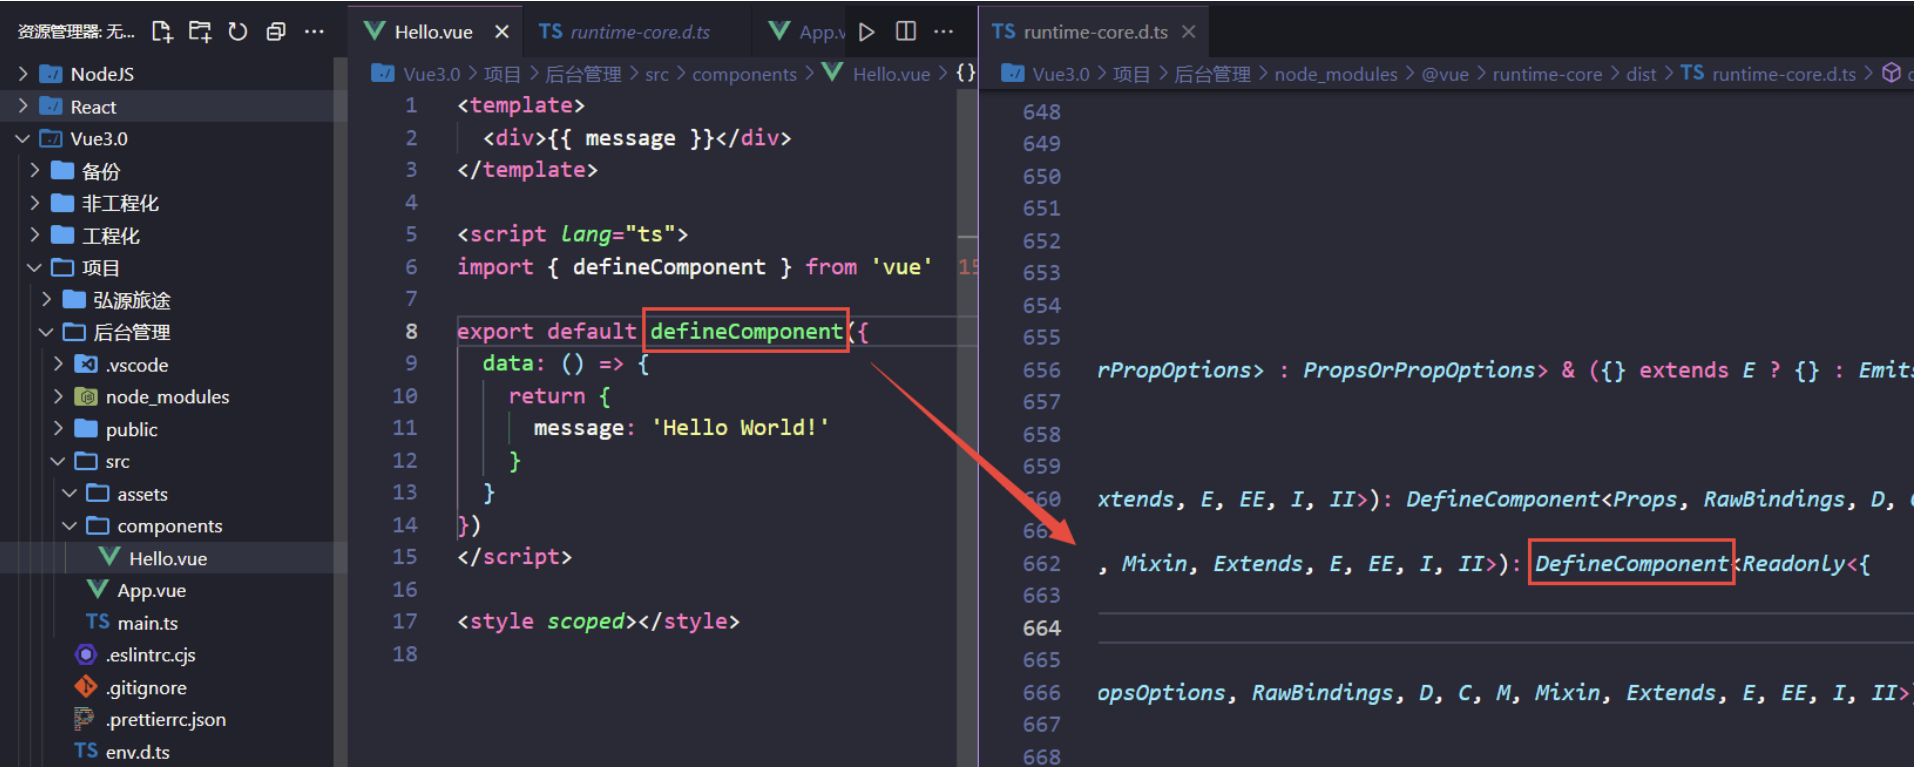 资源管理器: 无...
NodeJS
React
Vue3.0
备份
非工程化
工程化
项目
弘源旅途
后台管理
.vscode
node_modules
public
src
assets
components
Hello.vue
App.vue
main.ts
.eslintrc.cjs
.gitignore
.prettierrc.json
TS env.d.ts
Hello.vue
TS runtime-core.d.ts
App.v
Vue3.0 > 项目 > 后台管理 > src > components > Hello.vue > {}
1 <template>
2 <div>{{ message }}</div>
3 </template>
4
5 <script lang="ts">
6 import { defineComponent } from 'vue'
7
8 export default defineComponent({
9 data: () => {
10 return {
11 message: 'Hello World!'
12 }
13 }
14 })
15 </script>
16
17 <style scoped></style>
18
TS runtime-core.d.ts
Vue3.0 > 项目 > 后台管理 > node_modules > @vue > runtime-core > dist > TS runtime-core.d.ts >
648
649
650
651
652
653
654
655
656 rPropOptions> : PropsOrPropOptions> & ({} extends E ? {} : Emits
657
658
659
660 xtends, E, EE, I, II>): DefineComponent<Props, RawBindings, D,
661
662 , Mixin, Extends, E, EE, I, II>): DefineComponent<Readonly<{
663
664
665
666 opsOptions, RawBindings, D, C, M, Mixin, Extends, E, EE, I, II>
667
668